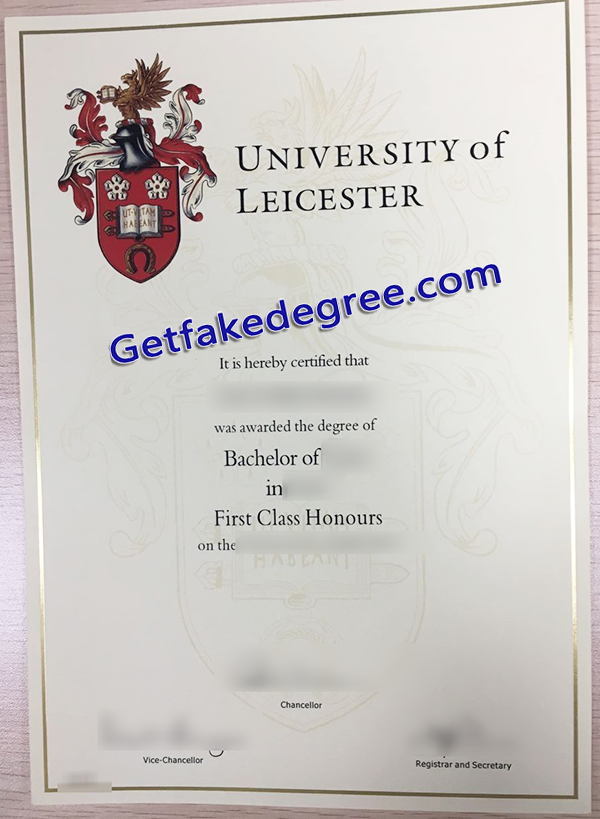 UNIVERSITY of
LEICESTER
UT·VITAM
HABEANT
Getfakedegree.com
It is hereby certified that
was awarded the degree of
Bachelor of
in
First Class Honours
on the
HABEANT
Chancellor
Vice-Chancellor
Registrar and Secretary